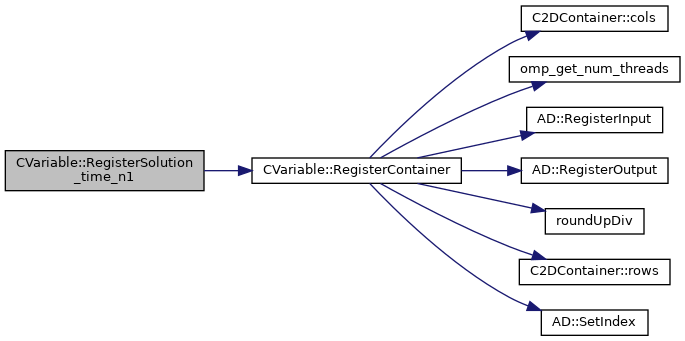 CVariable::RegisterSolution
_time_n1
CVariable::RegisterContainer
C2DContainer::cols
omp_get_num_threads
AD::RegisterInput
AD::RegisterOutput
roundUpDiv
C2DContainer::rows
AD::SetIndex